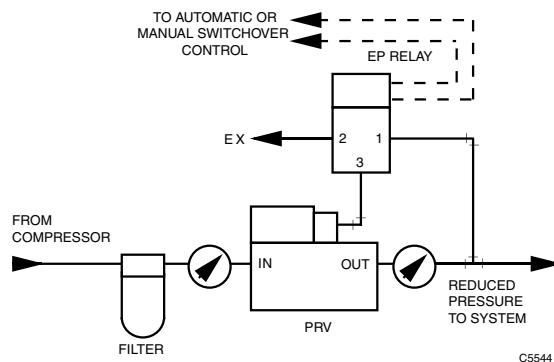 TO AUTOMATIC OR
MANUAL SWITCHOVER
CONTROL
EP RELAY
EX
2
1
3
FROM
COMPRESSOR
IN
OUT
REDUCED
PRESSURE
TO SYSTEM
PRV
FILTER
C5544